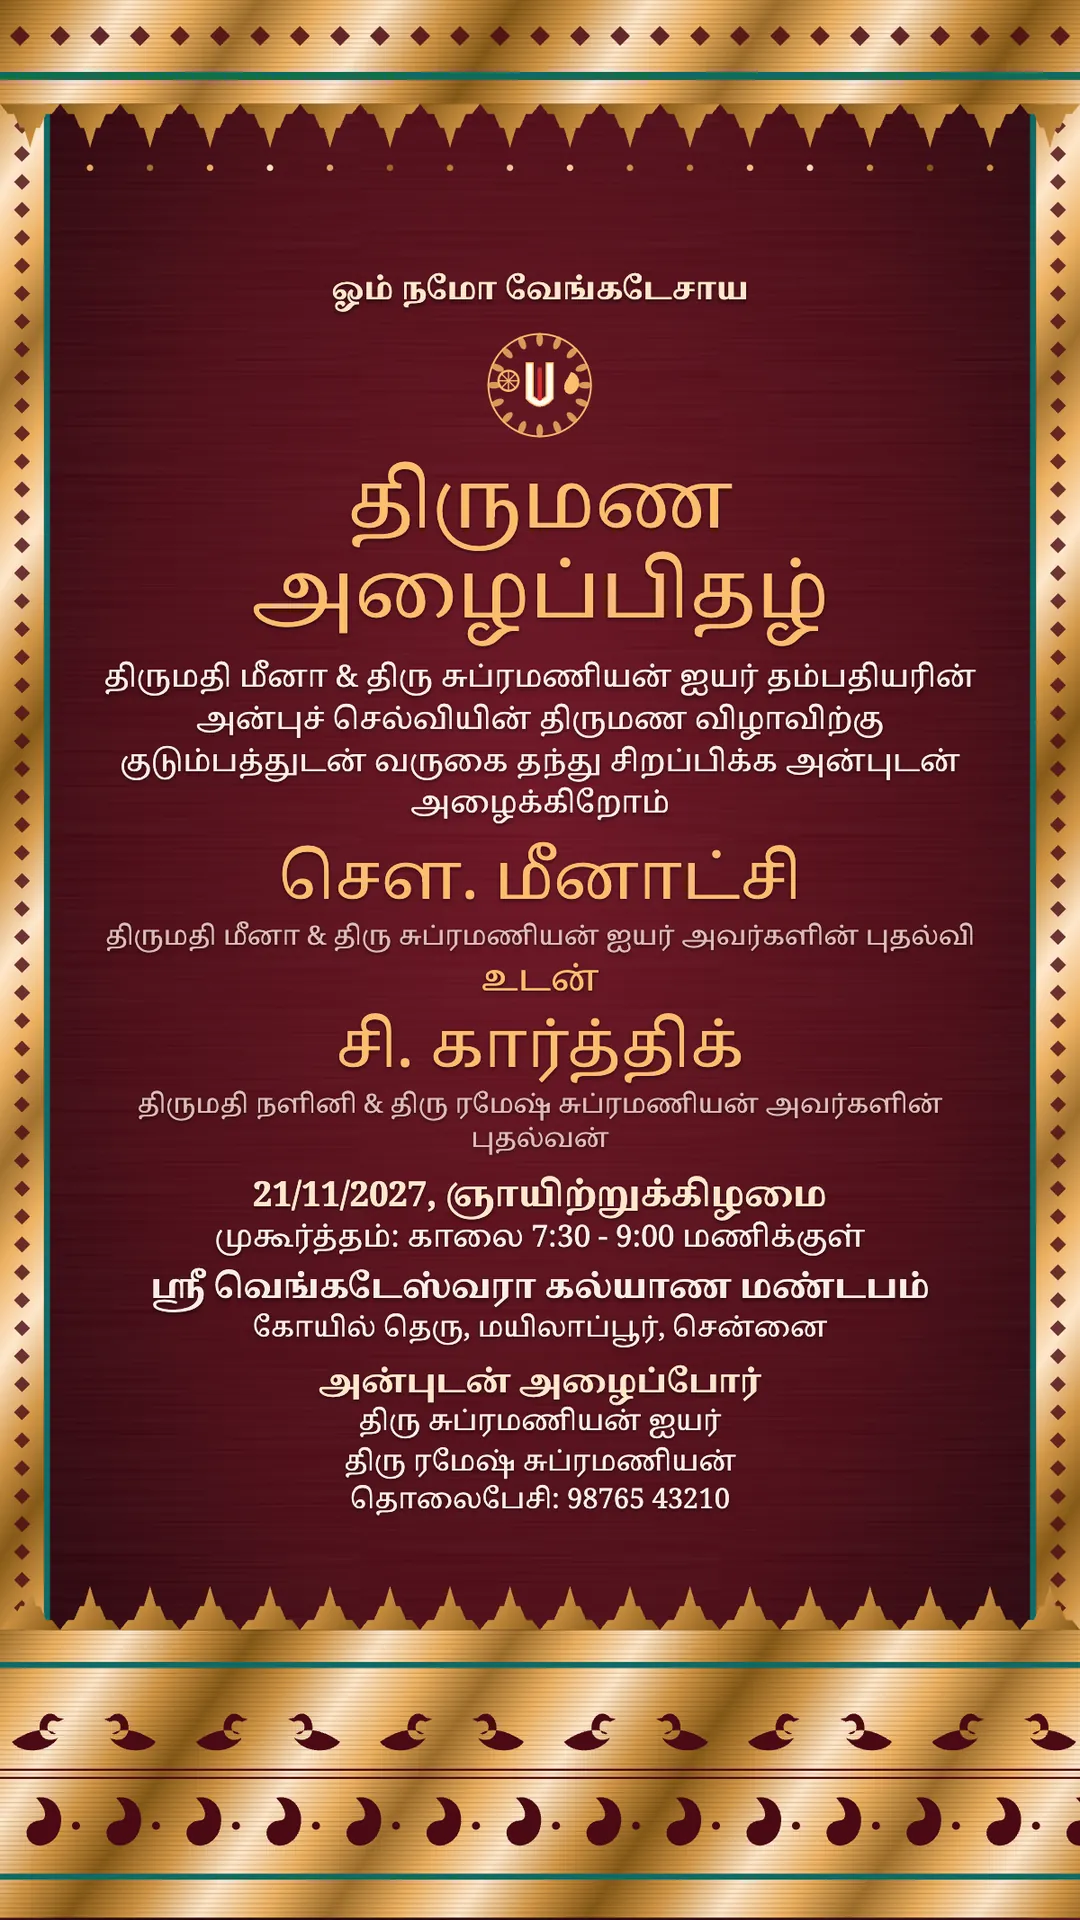 ஓம் நமோ வேங்கடேசாய
திருமண
அழைப்பிதழ்
திருமதி மீனா & திரு சுப்ரமணியன் ஐயர் தம்பதியரின்
அன்புச் செல்வியின் திருமண விழாவிற்கு
குடும்பத்துடன் வருகை தந்து சிறப்பிக்க அன்புடன்
அழைக்கிறோம்
சௌ. மீனாட்சி
திருமதி மீனா & திரு சுப்ரமணியன் ஐயர் அவர்களின் புதல்வி
உடன்
சி. கார்த்திக்
திருமதி நளினி & திரு ரமேஷ் சுப்ரமணியன் அவர்களின்
புதல்வன்
21/11/2027, ஞாயிற்றுக்கிழமை
முகூர்த்தம்: காலை 7:30 - 9:00 மணிக்குள்
ஸ்ரீ வெங்கடேஸ்வரா கல்யாண மண்டபம்
கோயில் தெரு, மயிலாப்பூர், சென்னை
அன்புடன் அழைப்போர்
திரு சுப்ரமணியன் ஐயர்
திரு ரமேஷ் சுப்ரமணியன்
தொலைபேசி: 98765 43210